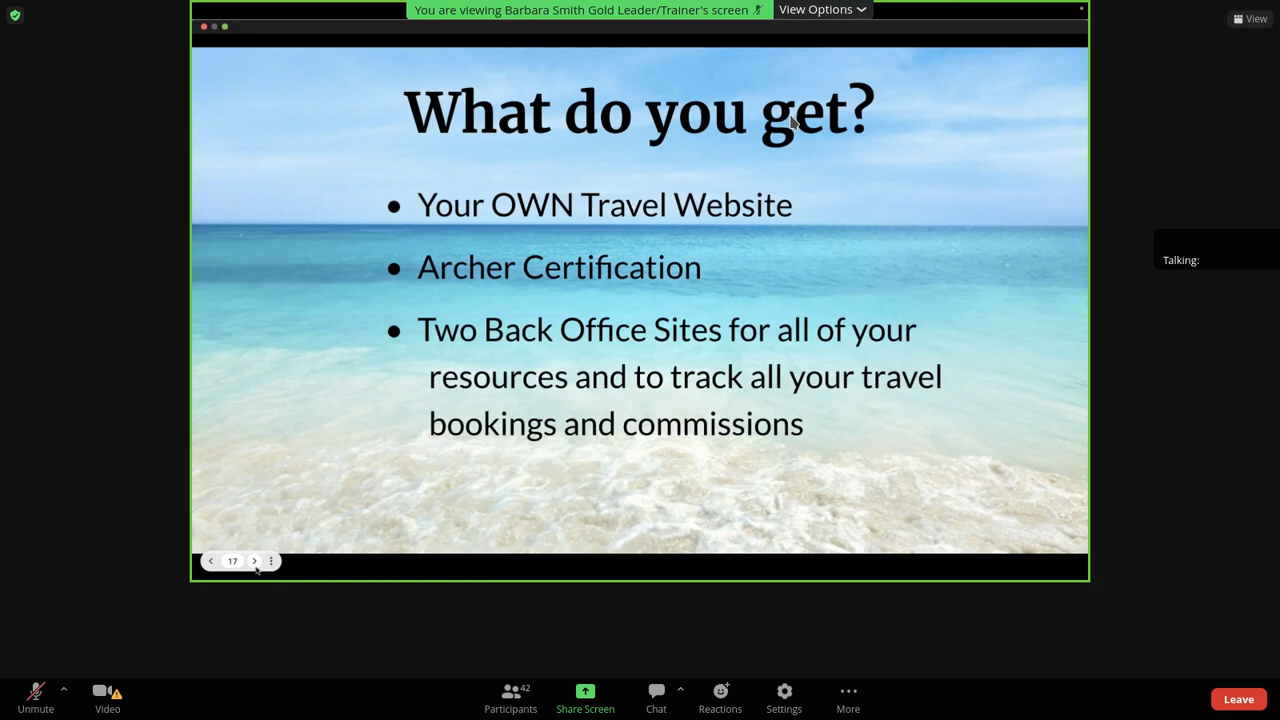 You are viewing Barbara Smith Gold Leader/Trainer's screen
View Options
View
What do you get?
• Your OWN Travel Website
• Archer Certification
• Two Back Office Sites for all of your
resources and to track all your travel
bookings and commissions
Talking:
17
Unmute
Video
Participants
42
Share Screen
Chat
Reactions
Settings
More
Leave